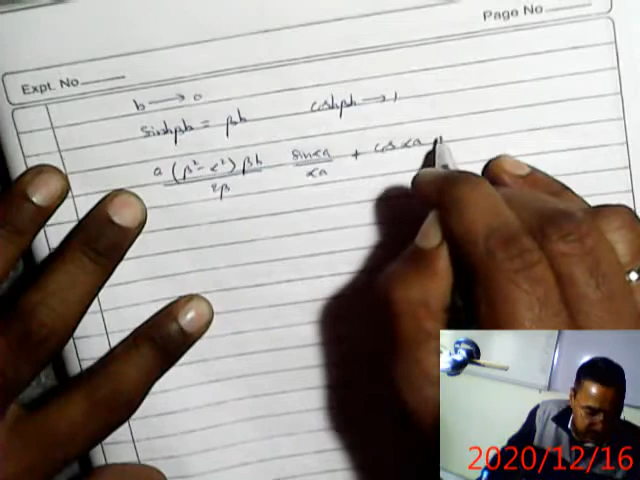 Page No
Expt. No
b → 0
sinhβb = βb coshβb → 1
a (β² - α²) βb / 2β sinαa / αa + cosαa
2020/12/16